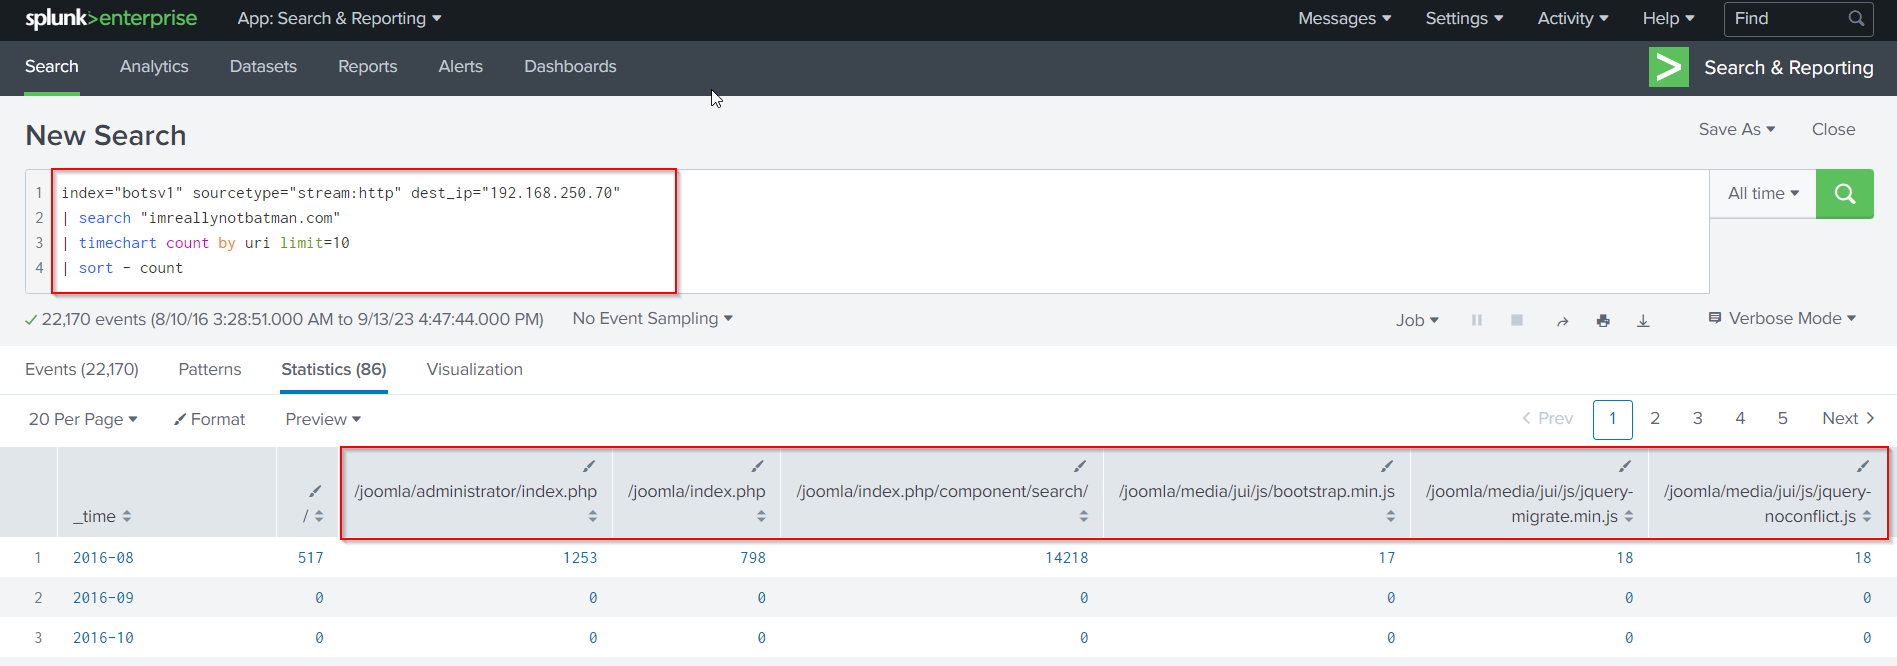 splunk>enterprise App: Search & Reporting Messages Settings Activity Help Find
Search Analytics Datasets Reports Alerts Dashboards Search & Reporting
New Search
Save As Close
1 index="botsv1" sourcetype="stream:http" dest_ip="192.168.250.70"
2 | search "imreallynotbatman.com"
3 | timechart count by uri limit=10
4 | sort - count
All time
22,170 events (8/10/16 3:28:51.000 AM to 9/13/23 4:47:44.000 PM) No Event Sampling Job Verbose Mode
Events (22,170) Patterns Statistics (86) Visualization
20 Per Page Format Preview < Prev 1 2 3 4 5 Next >
_time / /joomla/administrator/index.php /joomla/index.php /joomla/index.php/component/search/ /joomla/media/jui/js/bootstrap.min.js /joomla/media/jui/js/jquery-migrate.min.js /joomla/media/jui/js/jquery-noconflict.js
1 2016-08 517 1253 798 14218 17 18 18
2 2016-09 0 0 0 0 0 0 0
3 2016-10 0 0 0 0 0 0 0